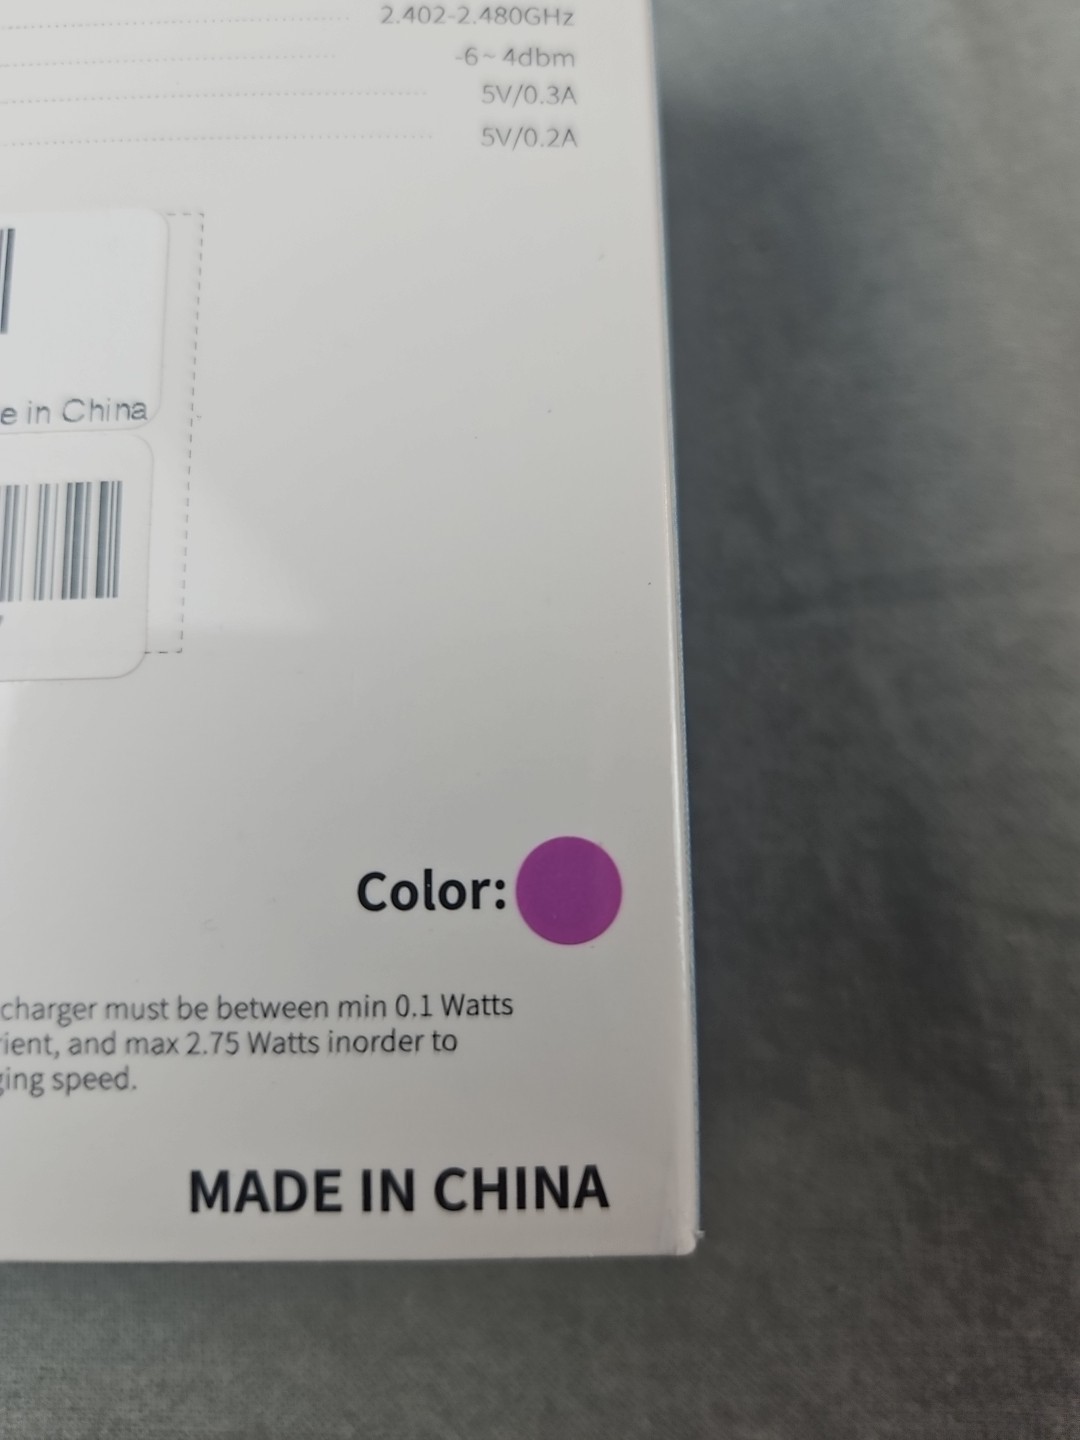 2.402-2.480GHz
-6~4dbm
5V/0.3A
5V/0.2A
e in China
Color:
charger must be between min 0.1 Watts
rient, and max 2.75 Watts inorder to
ging speed.
MADE IN CHINA